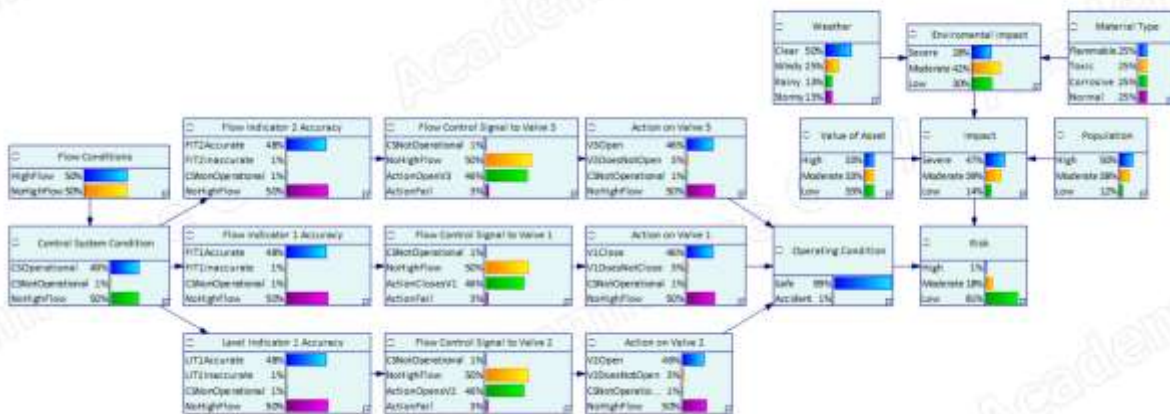 Weather
Clear 50%
Windy 25%
Rainy 13%
Stormy 13%
Enviromental Impact
Severe 28%
Moderate 42%
Low 30%
Material Type
Flammable 25%
Toxic 25%
Corrosive 25%
Normal 25%
Flow Indicator 2 Accuracy
FIT2Accurate 48%
FIT2Inaccurate 1%
CSNonOperational 1%
NoHighFlow 50%
Flow Control Signal to Valve 3
CSNotOperational 1%
NoHighFlow 50%
ActionOpenV3 46%
ActionFail 3%
Action on Valve 3
V3Open 46%
V3DoesNotOpen 3%
CSNotOperational 1%
NoHighFlow 50%
Value of Asset
High 33%
Moderate 33%
Low 33%
Impact
Severe 47%
Moderate 39%
Low 14%
Population
High 50%
Moderate 38%
Low 12%
Flow Conditions
HighFlow 50%
NoHighFlow 50%
Control System Condition
CSOperational 49%
CSNotOperational 1%
NoHighFlow 50%
Flow Indicator 1 Accuracy
FIT1Accurate 48%
FIT1Inaccurate 1%
CSNonOperational 1%
NoHighFlow 50%
Flow Control Signal to Valve 1
CSNotOperational 1%
NoHighFlow 50%
ActionClosesV1 46%
ActionFail 3%
Action on Valve 1
V1Close 46%
V1DoesNotClose 3%
CSNotOperational 1%
NoHighFlow 50%
Operating Condition
Safe 99%
Accident 1%
Risk
High 1%
Moderate 18%
Low 81%
Level Indicator 1 Accuracy
LIT1Accurate 48%
LIT1Inaccurate 1%
CSNonOperational 1%
NoHighFlow 50%
Flow Control Signal to Valve 2
CSNotOperational 1%
NoHighFlow 50%
ActionOpensV2 46%
ActionFail 3%
Action on Valve 2
V2Open 46%
V2DoesNotOpen 3%
CSNotOperatio... 1%
NoHighFlow 50%